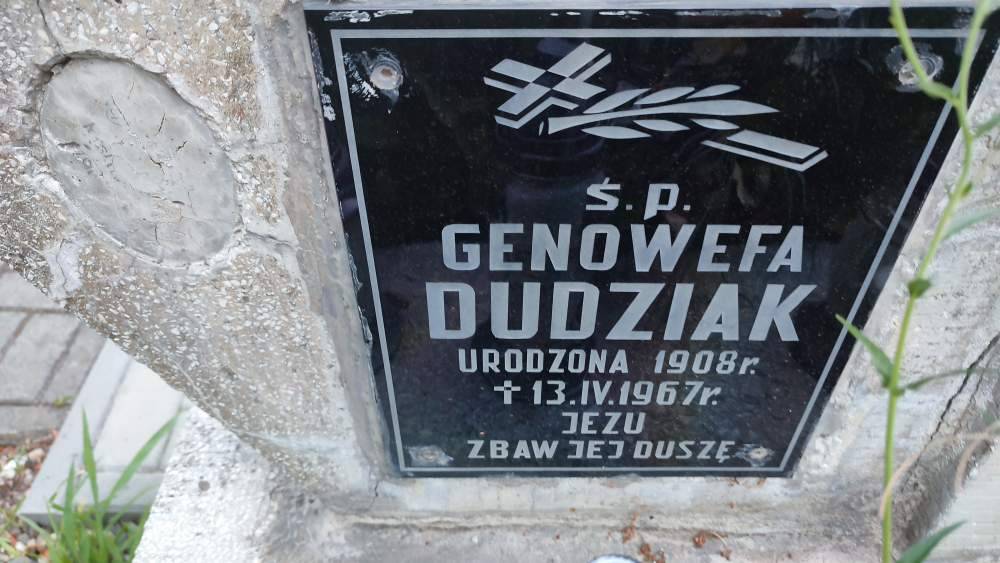 ś. p.
GENOWEFA
DUDZIAK
URODZONA 1908r.
✝ 13.IV.1967r.
JEZU
ZBAW JEJ DUSZĘ